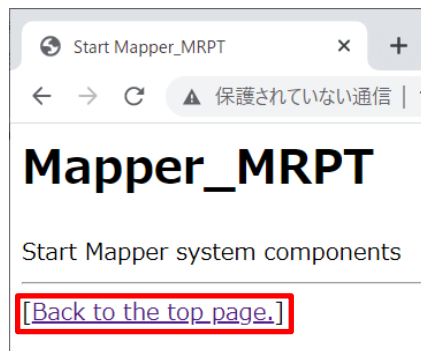 Start Mapper_MRPT
保護されていない通信
Mapper_MRPT
Start Mapper system components
[Back to the top page.]